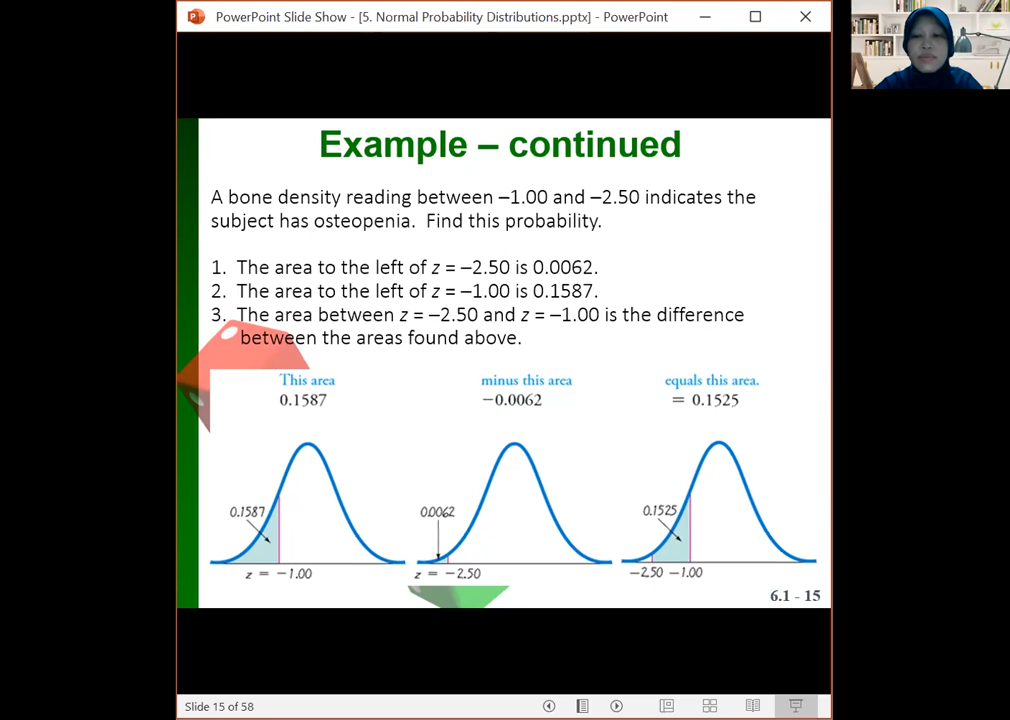 PowerPoint Slide Show - [5. Normal Probability Distributions.pptx] - PowerPoint
Example – continued
A bone density reading between –1.00 and –2.50 indicates the
subject has osteopenia. Find this probability.
1. The area to the left of z = –2.50 is 0.0062.
2. The area to the left of z = –1.00 is 0.1587.
3. The area between z = –2.50 and z = –1.00 is the difference
between the areas found above.
This area
0.1587
minus this area
−0.0062
equals this area.
= 0.1525
0.1587
z = −1.00
0.0062
z = −2.50
0.1525
−2.50 −1.00
6.1 - 15
Slide 15 of 58